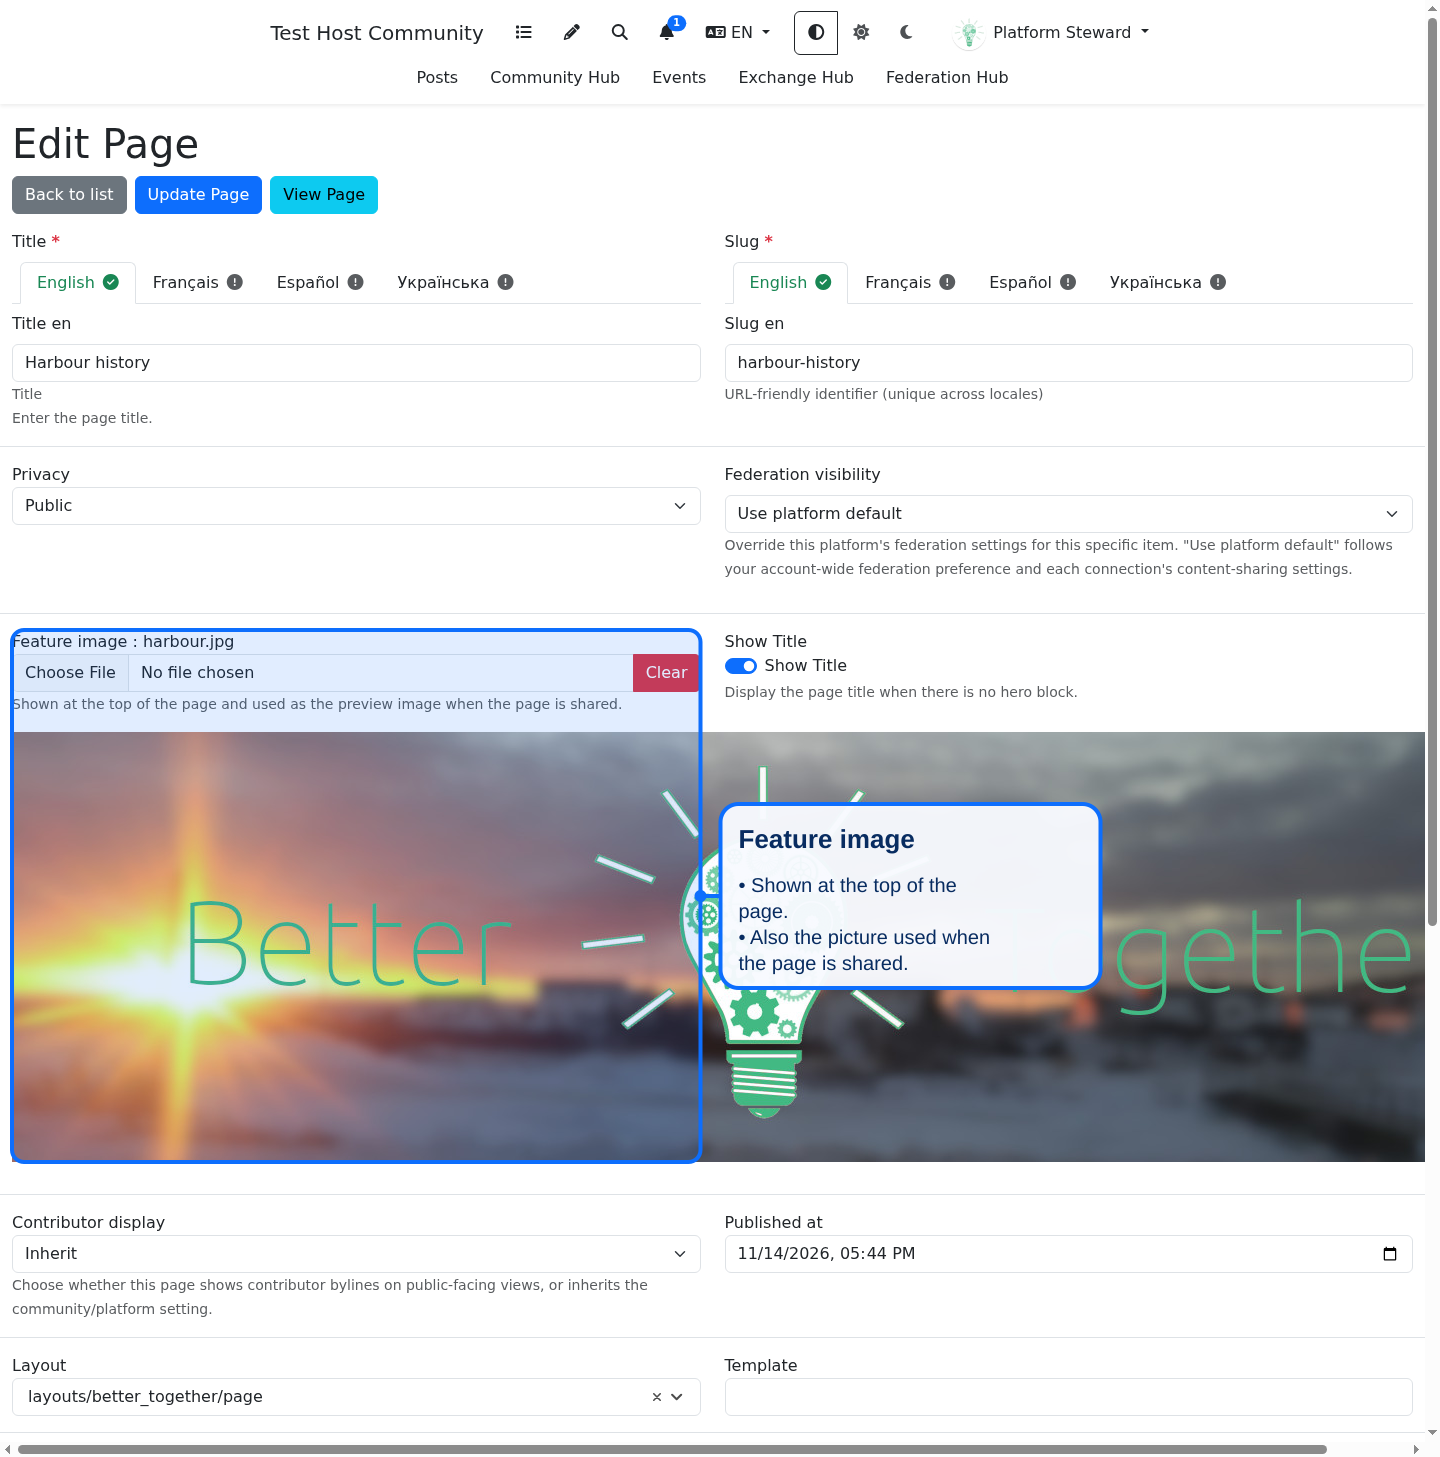 Test Host Community
1
EN
Platform Steward
Posts
Community Hub
Events
Exchange Hub
Federation Hub
Edit Page
Back to list
Update Page
View Page
Title *
English
Français
Español
Українська
Title en
Harbour history
Title
Enter the page title.
Slug *
English
Français
Español
Українська
Slug en
harbour-history
URL-friendly identifier (unique across locales)
Privacy
Public
Federation visibility
Use platform default
Override this platform's federation settings for this specific item. "Use platform default" follows
your account-wide federation preference and each connection's content-sharing settings.
Feature image : harbour.jpg
Choose File
No file chosen
Clear
Shown at the top of the page and used as the preview image when the page is shared.
Show Title
Show Title
Display the page title when there is no hero block.
Better
gethe
Feature image
• Shown at the top of the
page.
• Also the picture used when
the page is shared.
Contributor display
Inherit
Choose whether this page shows contributor bylines on public-facing views, or inherits the
community/platform setting.
Published at
11/14/2026, 05:44 PM
Layout
layouts/better_together/page
Template